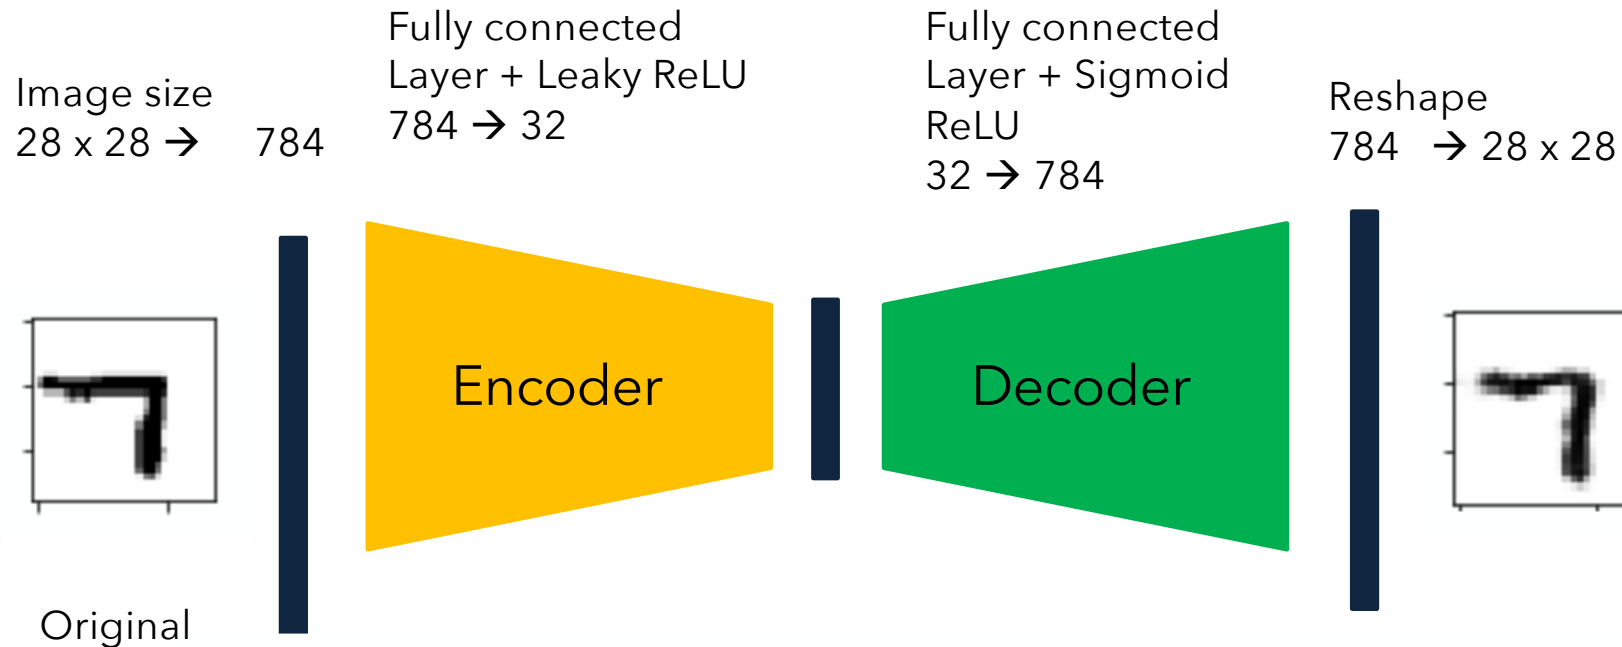 Image size
28 x 28 → 784
Fully connected
Layer + Leaky ReLU
784 → 32
Fully connected
Layer + Sigmoid
ReLU
32 → 784
Reshape
784 → 28 x 28
Encoder
Decoder
Original